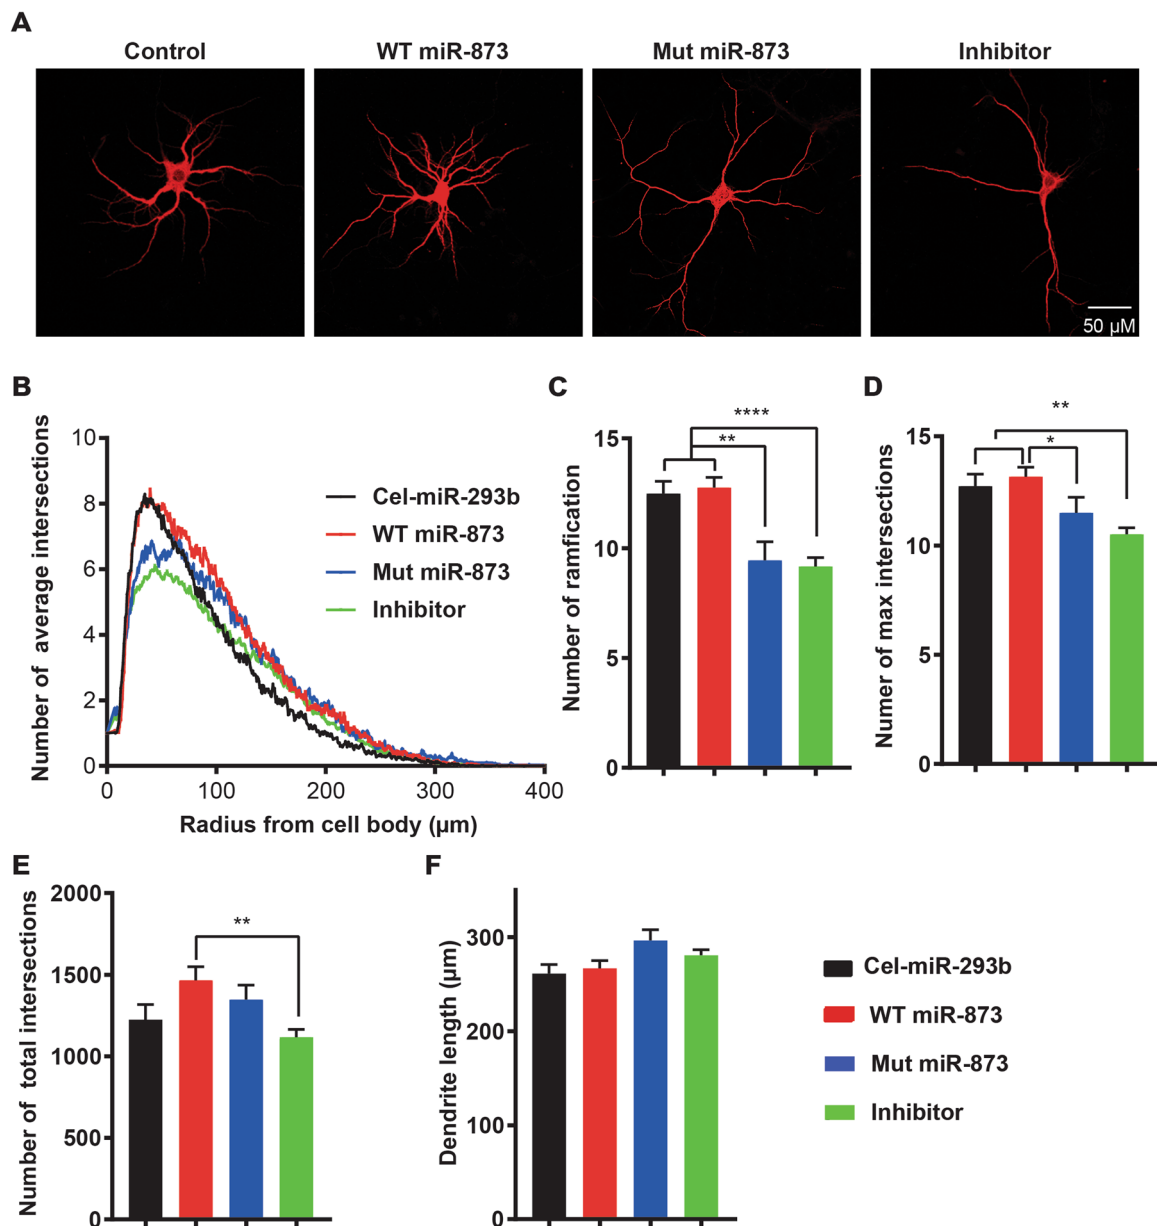 A
Control
WT miR-873
Mut miR-873
Inhibitor
50 µM
B
Number of average intersections
10
8
6
4
2
0
0
100
200
300
400
Radius from cell body (µm)
Cel-miR-293b
WT miR-873
Mut miR-873
Inhibitor
C
Number of ramfication
15
10
5
0
****
**
D
Numer of max intersections
15
10
5
0
**
*
E
Number of total intersections
2000
1500
1000
500
0
**
F
Dendrite length (µm)
300
200
100
0
Cel-miR-293b
WT miR-873
Mut miR-873
Inhibitor